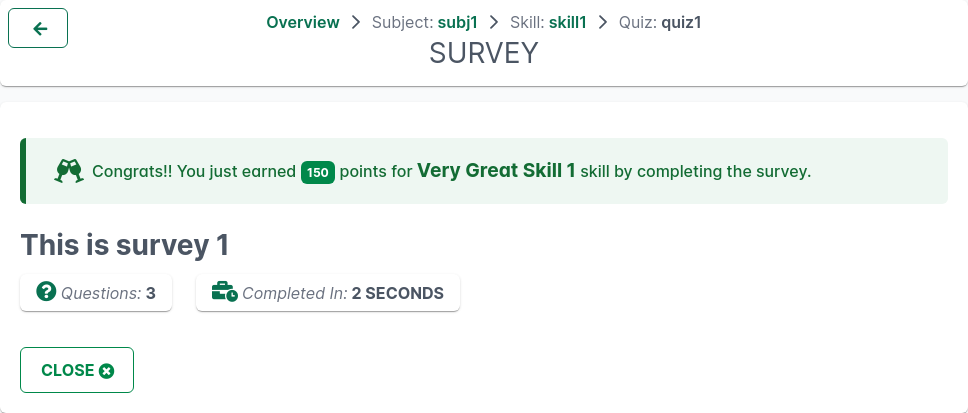 Overview > Subject: subj1 > Skill: skill1 > Quiz: quiz1
SURVEY
Congrats!! You just earned 150 points for Very Great Skill 1 skill by completing the survey.
This is survey 1
Questions: 3 Completed In: 2 SECONDS
CLOSE